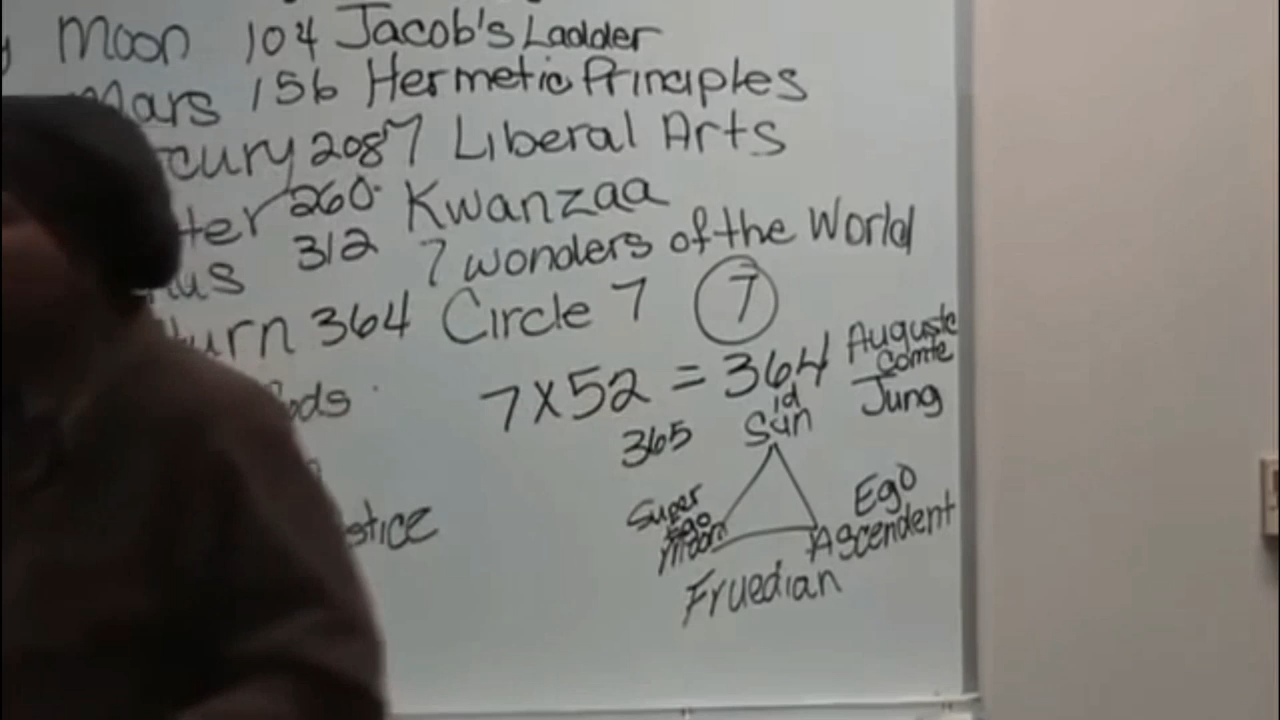 Moon 104 Jacob's Ladder
Mars 156 Hermetic Principles
cury 208 7 Liberal Arts
ter 260 Kwanzaa
nus 312 7 wonders of the World
turn 364 Circle 7 7
7x52 = 364 Auguste
Comte
Jung
ods
365
id
Sun
Super
Ego
moon
Ego
Ascendent
stice
Fruedian